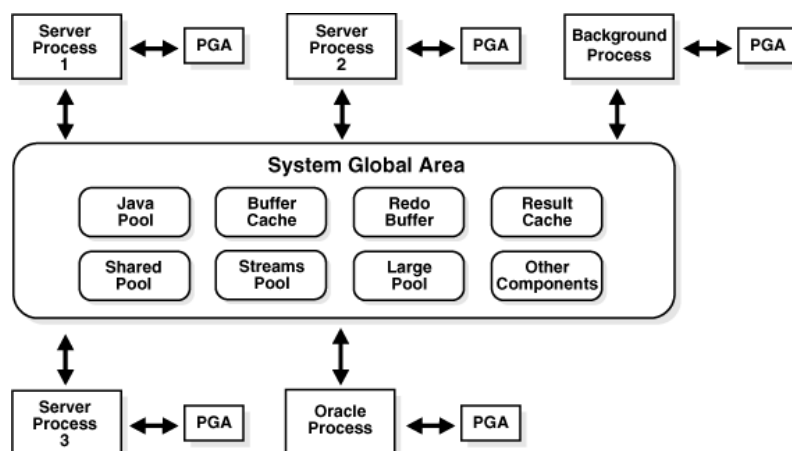 Server
Process
1
PGA
Server
Process
2
PGA
Background
Process
PGA
System Global Area
Java
Pool
Buffer
Cache
Redo
Buffer
Result
Cache
Shared
Pool
Streams
Pool
Large
Pool
Other
Components
Server
Process
3
PGA
Oracle
Process
PGA